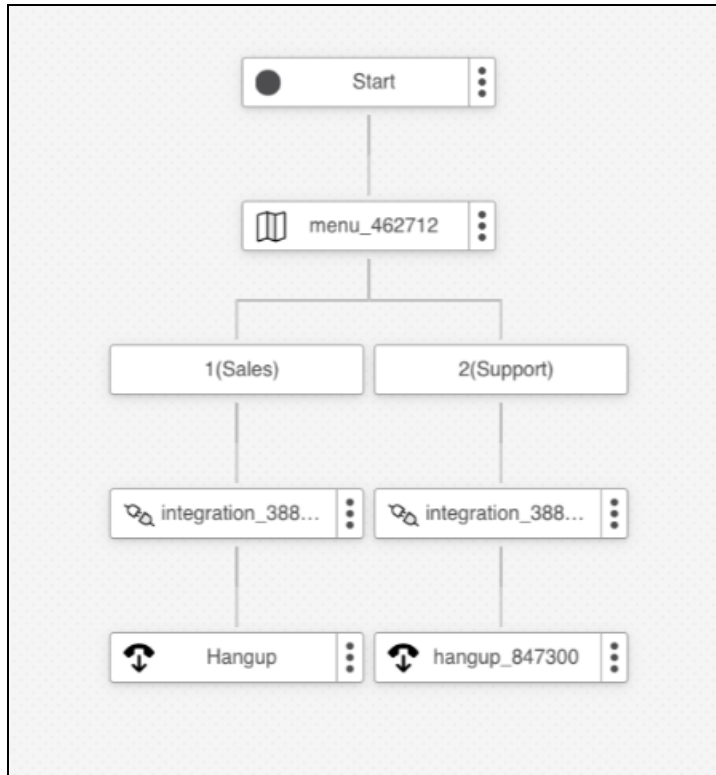 Start
menu_462712
1(Sales)
2(Support)
integration_388...
integration_388...
Hangup
hangup_847300